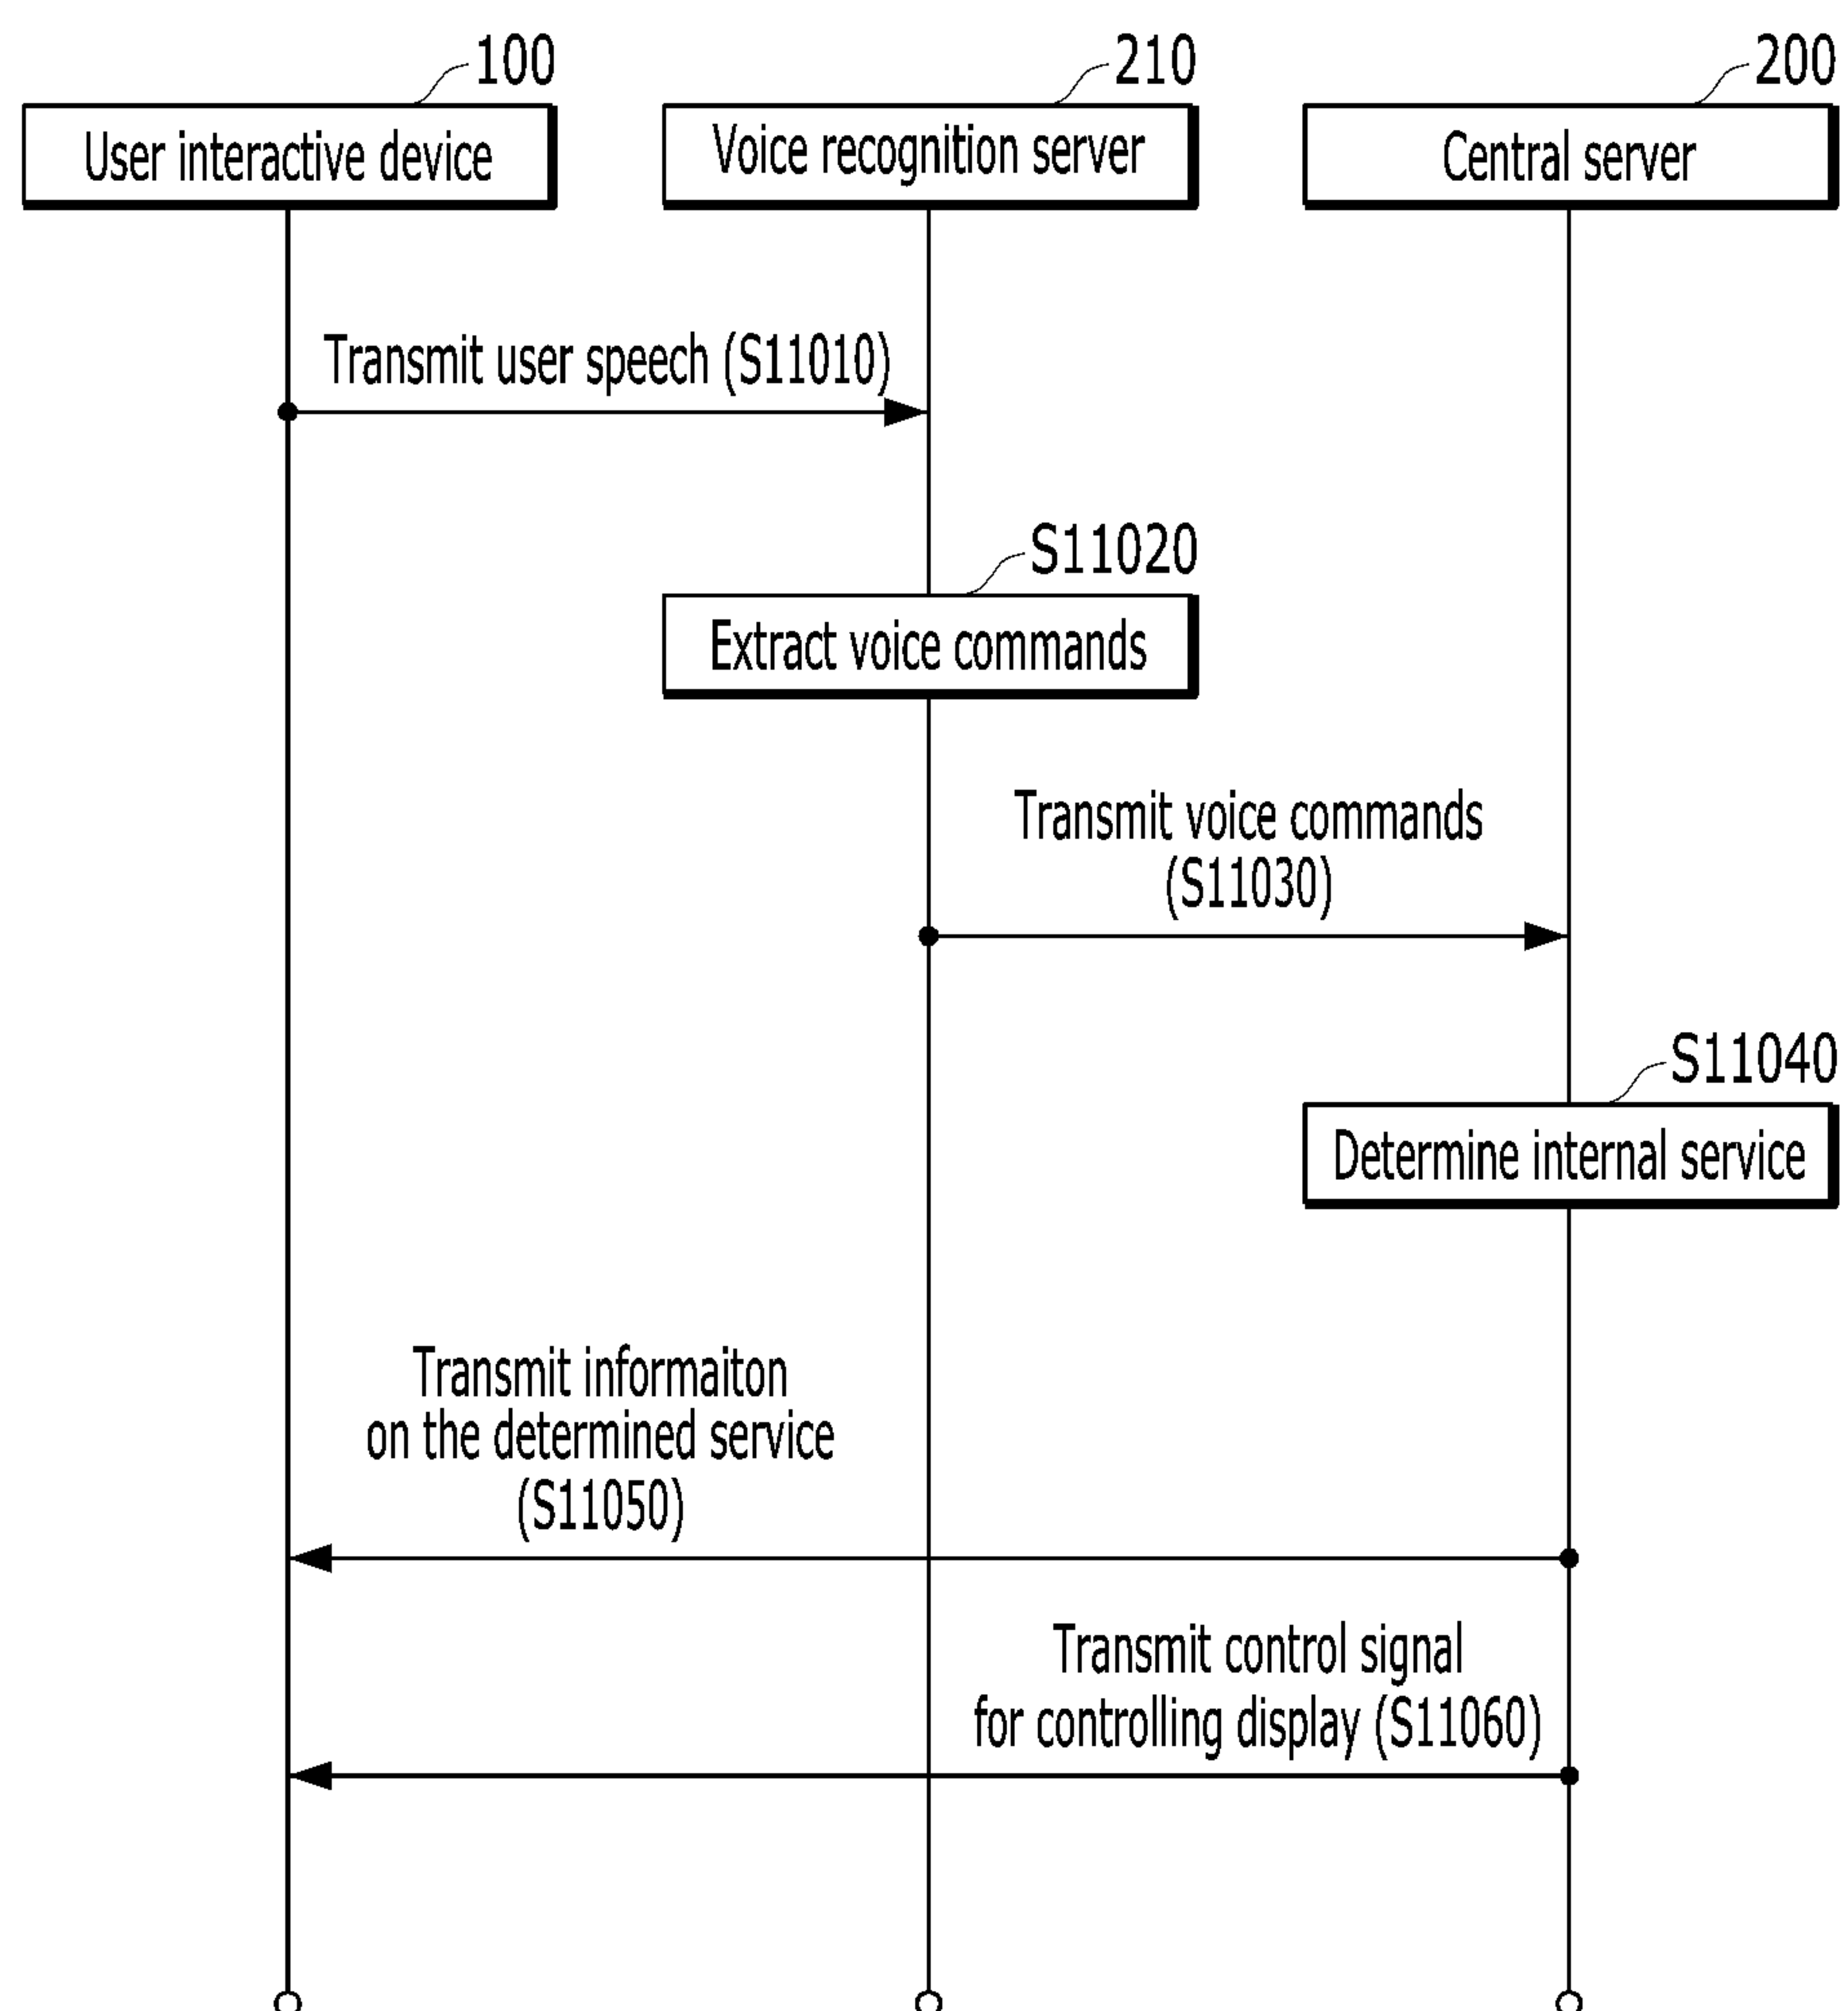 100
210
200
User interactive device
Voice recognition server
Central server
Transmit user speech (S11010)
S11020
Extract voice commands
Transmit voice commands
(S11030)
S11040
Determine internal service
Transmit informaiton
on the determined service
(S11050)
Transmit control signal
for controlling display (S11060)